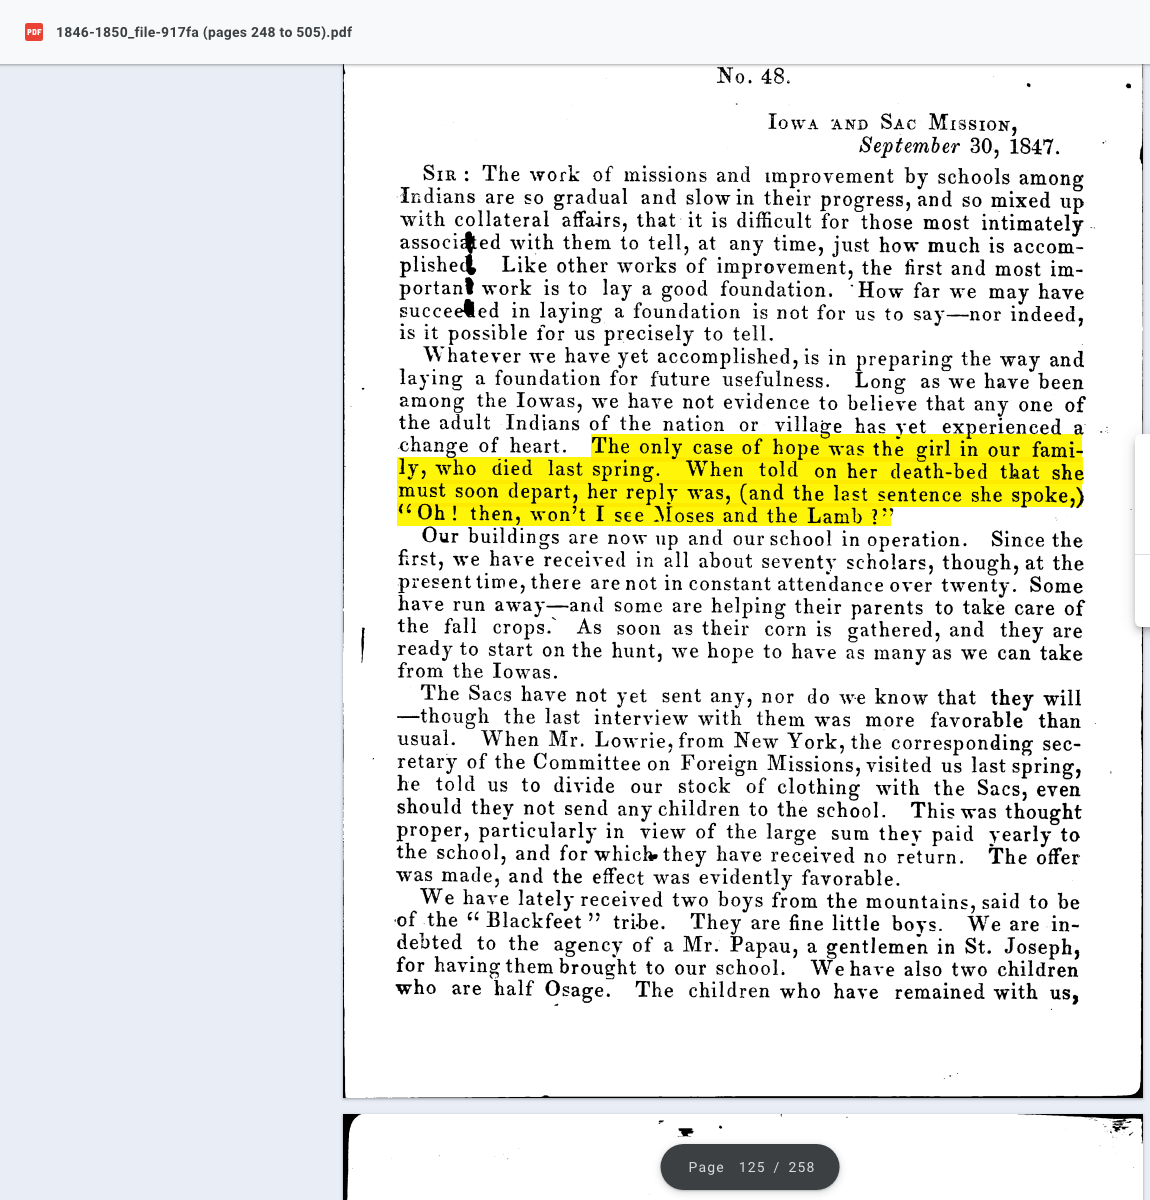 PDF 1846-1850_file-917fa (pages 248 to 505).pdf
No. 48.
Iowa and Sac Mission,
September 30, 1847.
Sir: The work of missions and improvement by schools among
Indians are so gradual and slow in their progress, and so mixed up
with collateral affairs, that it is difficult for those most intimately
associated with them to tell, at any time, just how much is accom-
plished. Like other works of improvement, the first and most im-
portant work is to lay a good foundation. How far we may have
succeeded in laying a foundation is not for us to say—nor indeed,
is it possible for us precisely to tell.
Whatever we have yet accomplished, is in preparing the way and
laying a foundation for future usefulness. Long as we have been
among the Iowas, we have not evidence to believe that any one of
the adult Indians of the nation or village has yet experienced a
change of heart. The only case of hope was the girl in our fami-
ly, who died last spring. When told on her death-bed that she
must soon depart, her reply was, (and the last sentence she spoke,)
“Oh! then, won't I see Moses and the Lamb?”
Our buildings are now up and our school in operation. Since the
first, we have received in all about seventy scholars, though, at the
present time, there are not in constant attendance over twenty. Some
have run away—and some are helping their parents to take care of
the fall crops. As soon as their corn is gathered, and they are
ready to start on the hunt, we hope to have as many as we can take
from the Iowas.
The Sacs have not yet sent any, nor do we know that they will
—though the last interview with them was more favorable than
usual. When Mr. Lowrie, from New York, the corresponding sec-
retary of the Committee on Foreign Missions, visited us last spring,
he told us to divide our stock of clothing with the Sacs, even
should they not send any children to the school. This was thought
proper, particularly in view of the large sum they paid yearly to
the school, and for which they have received no return. The offer
was made, and the effect was evidently favorable.
We have lately received two boys from the mountains, said to be
of the “Blackfeet” tribe. They are fine little boys. We are in-
debted to the agency of a Mr. Papau, a gentlemen in St. Joseph,
for having them brought to our school. We have also two children
who are half Osage. The children who have remained with us,
Page 125 / 258